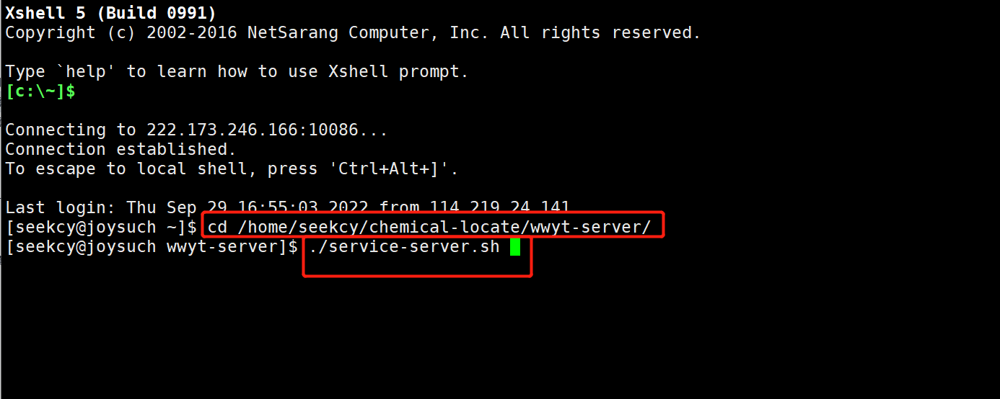 Xshell 5 (Build 0991)
Copyright (c) 2002-2016 NetSarang Computer, Inc. All rights reserved.
Type `help' to learn how to use Xshell prompt.
[c:\~]$
Connecting to 222.173.246.166:10086...
Connection established.
To escape to local shell, press 'Ctrl+Alt+]'.
Last login: Thu Sep 29 16:55:03 2022 from 114.219.24.141
[seekcy@joysuch ~]$ cd /home/seekcy/chemical-locate/wwyt-server/
[seekcy@joysuch wwyt-server]$ ./service-server.sh